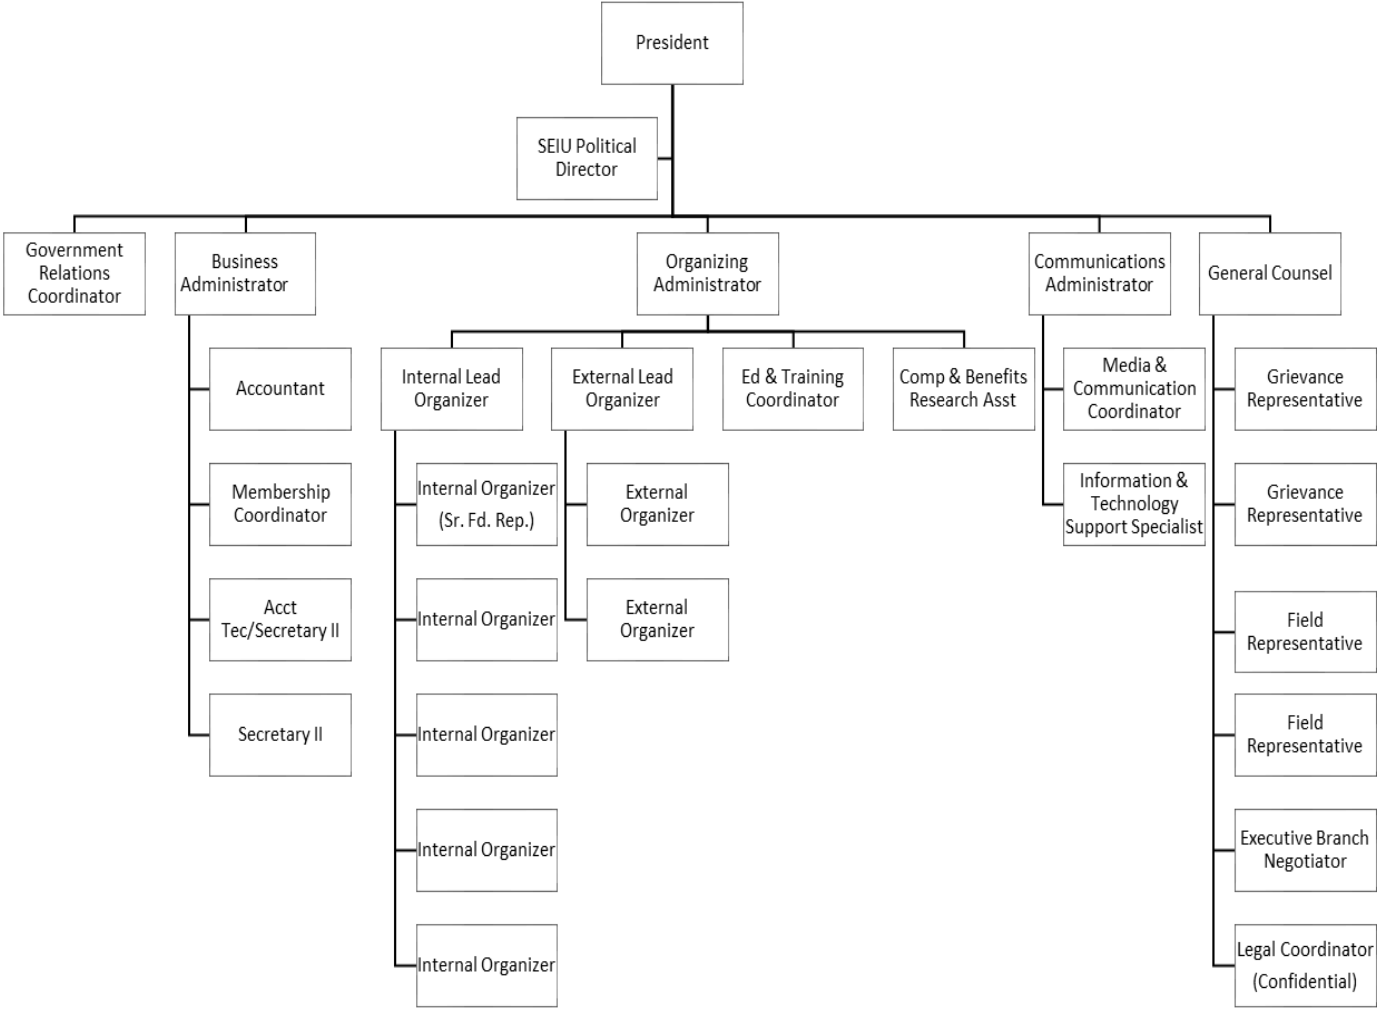 President
SEIU Political
Director
Government
Relations
Coordinator
Business
Administrator
Organizing
Administrator
Communications
Administrator
General Counsel
Accountant
Membership
Coordinator
Acct
Tec/Secretary II
Secretary II
Internal Lead
Organizer
Internal Organizer
(Sr. Fd. Rep.)
Internal Organizer
Internal Organizer
Internal Organizer
Internal Organizer
External Lead
Organizer
External
Organizer
External
Organizer
Ed & Training
Coordinator
Comp & Benefits
Research Asst
Media &
Communication
Coordinator
Information &
Technology
Support Specialist
Grievance
Representative
Grievance
Representative
Field
Representative
Field
Representative
Executive Branch
Negotiator
Legal Coordinator
(Confidential)